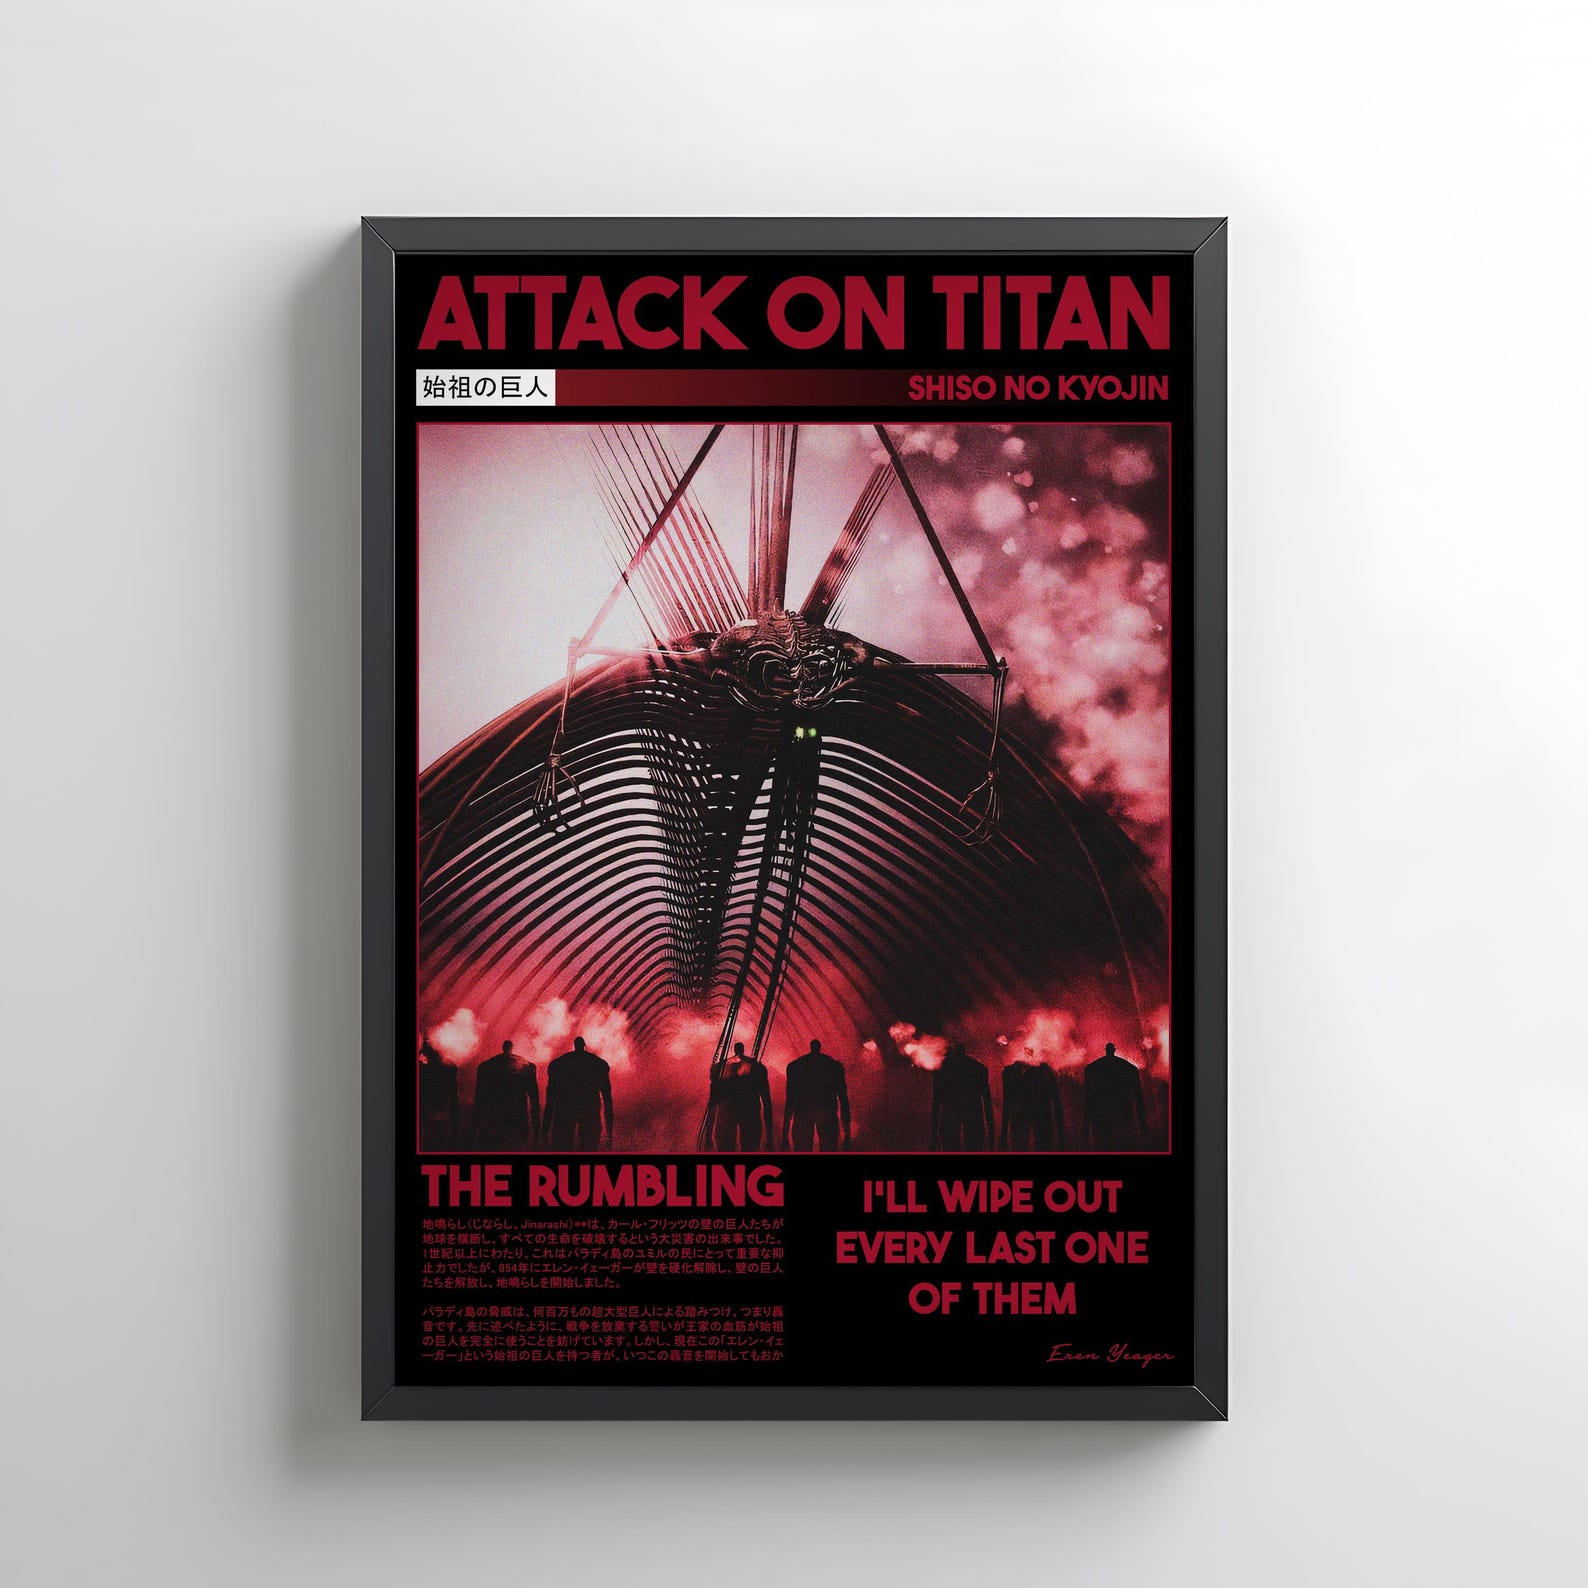 ATTACK ON TITAN
始祖の巨人
SHISO NO KYOJIN
THE RUMBLING
地鳴らし（じならし、Jinarashi）**は、カール・フリッツの壁の巨人たちが
地球を横断し、すべての生命を破壊するという大災害の出来事でした。
1世紀以上にわたり、これはパラディ島のユミルの民にとって重要な抑
止力でしたが、854年にエレン・イェーガーが壁を硬化解除し、壁の巨人
たちを解放し、地鳴らしを開始しました。
パラディ島の脅威は、何百万もの超大型巨人による踏みつけ、つまり轟
音です。先に述べたように、戦争を放棄する誓いが王家の血筋が始祖
の巨人を完全に使うことを妨げています。しかし、現在この「エレン・イェ
ーガー」という始祖の巨人を持つ者が、いつこの轟音を開始してもおか
I'LL WIPE OUT
EVERY LAST ONE
OF THEM
Eren Yeager